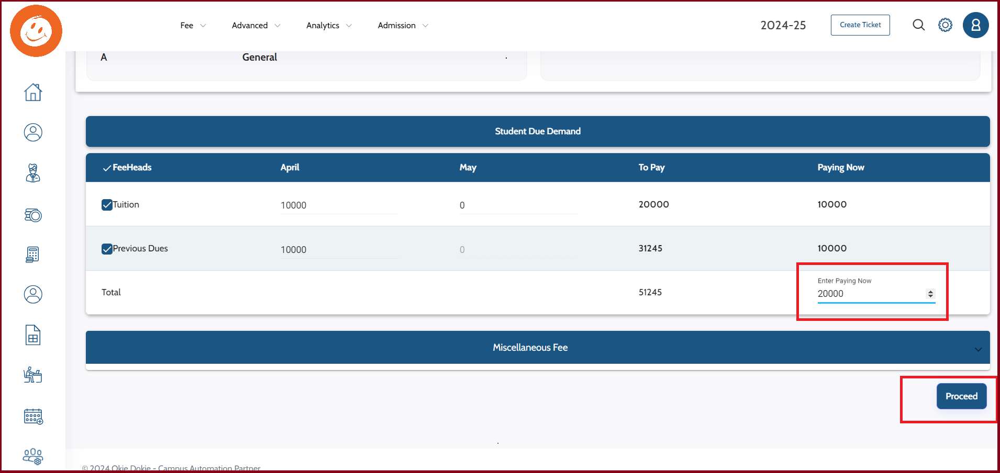 Fee Advanced Analytics Admission 2024-25 Create Ticket
A General
Student Due Demand
FeeHeads April May To Pay Paying Now
Tuition 10000 0 20000 10000
Previous Dues 10000 0 31245 10000
Enter Paying Now
Total 51245 20000
Miscellaneous Fee
Proceed
© 2024 Okie Dokie - Campus Automation Partner